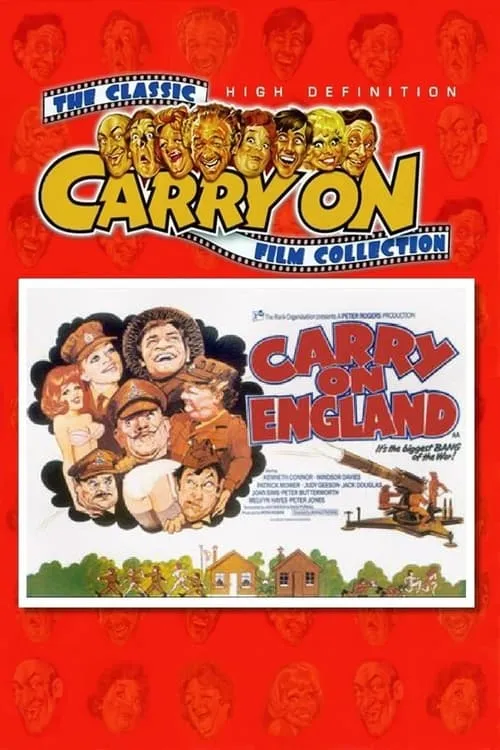 THE CLASSIC
HIGH DEFINITION
CARRY ON
FILM COLLECTION
The Rank Organisation presents A PETER ROGERS PRODUCTION
CARRY
ON
ENGLAND
It's the biggest BANG
of the War!
KENNETH CONNOR · WINDSOR DAVIES
PATRICK MOWER · JUDY GEESON · JACK DOUGLAS
JOAN SIMS · PETER BUTTERWORTH
MELVYN HAYES · PETER JONES